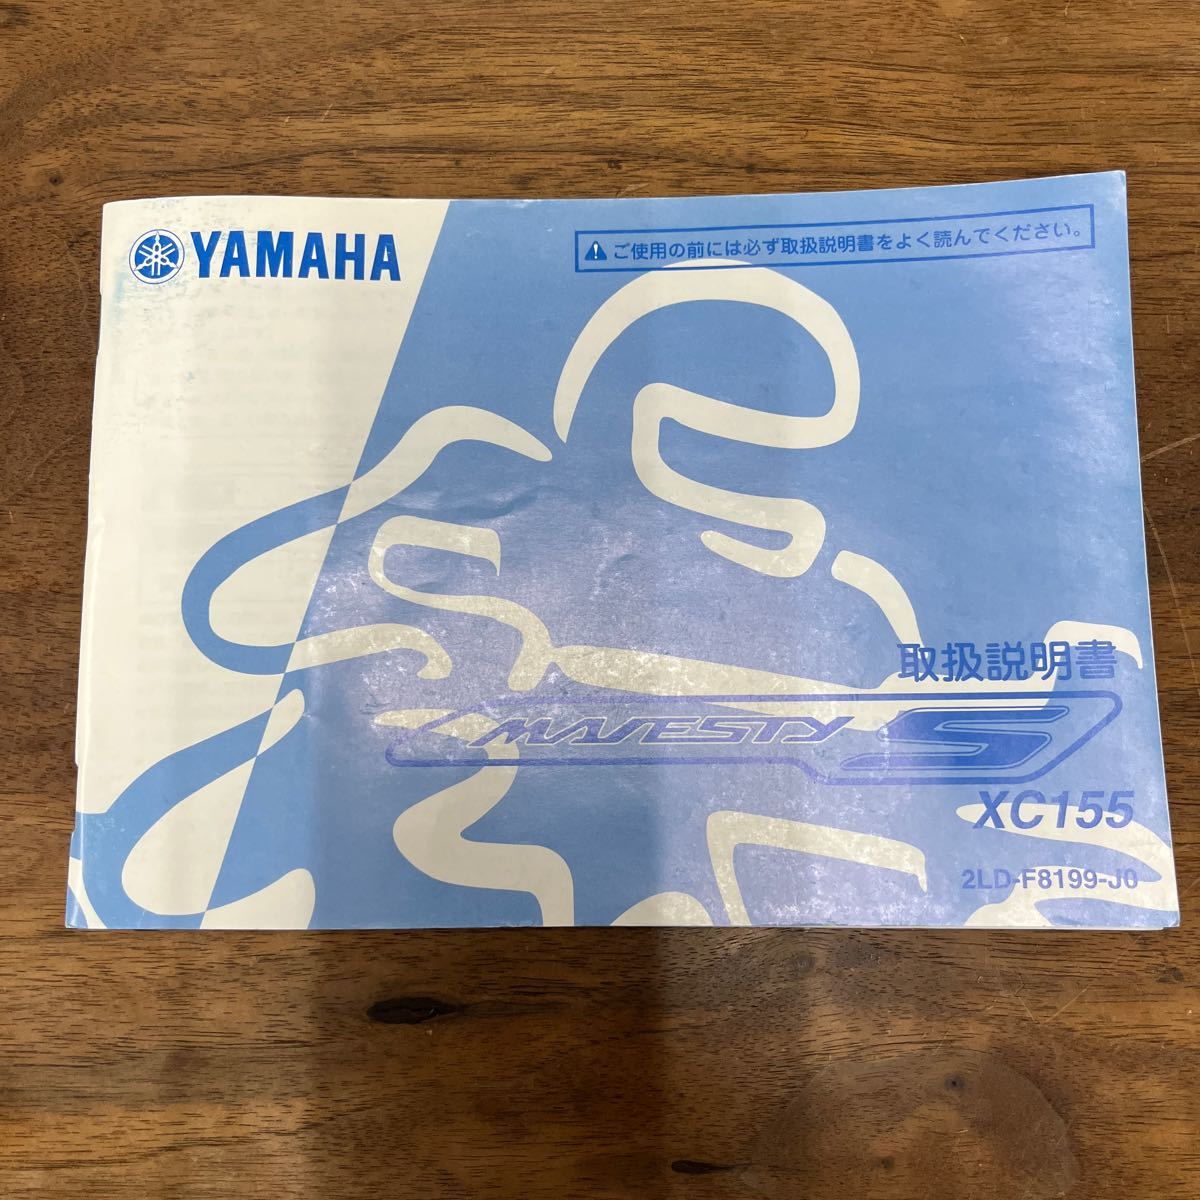 YAMAHA
ご使用の前には必ず取扱説明書をよく読んでください。
取扱説明書
MAJESTY S
XC155
2LD-F8199-J0